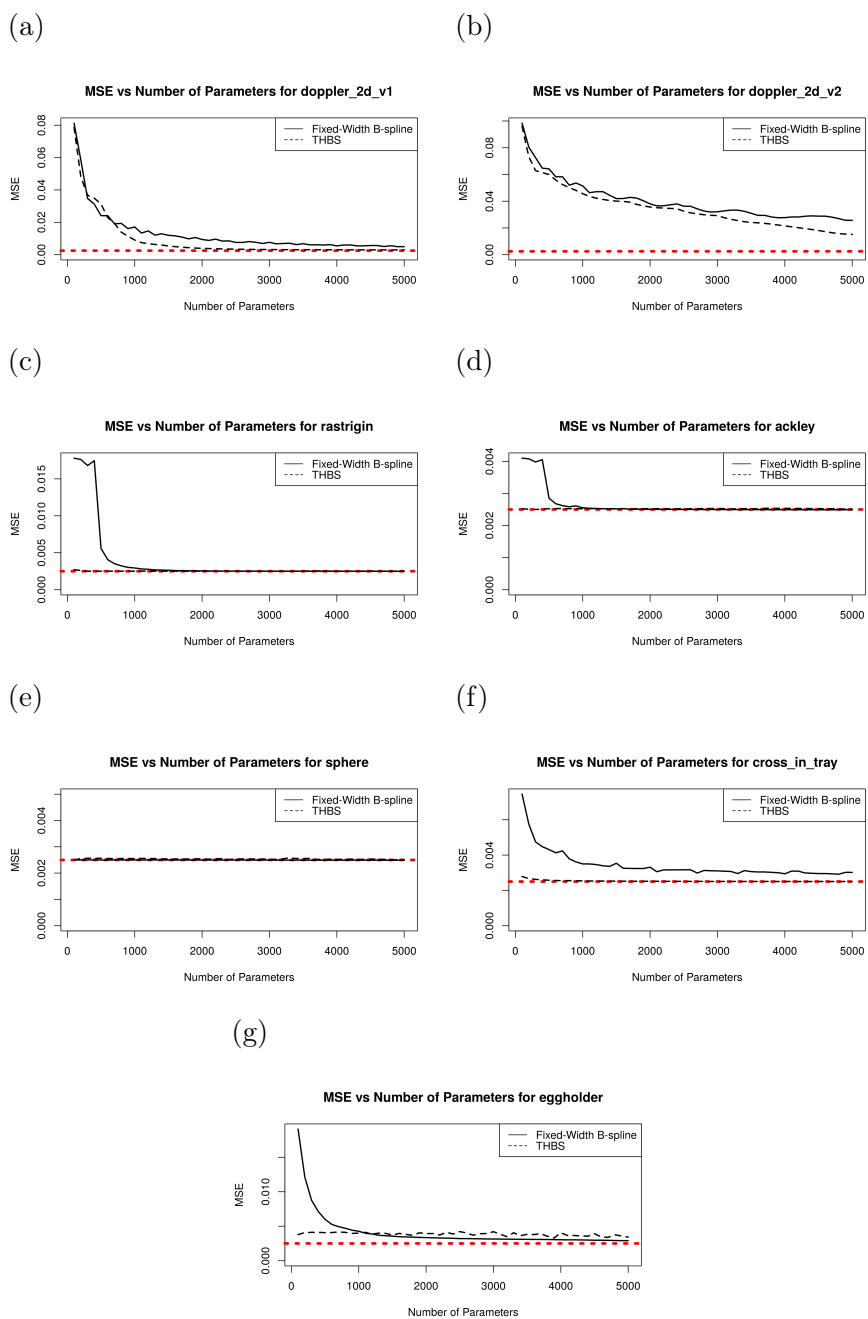 (a)
MSE vs Number of Parameters for doppler_2d_v1
Fixed-Width B-spline
THBS
MSE
0.00 0.02 0.04 0.08
0 1000 2000 3000 4000 5000
Number of Parameters
(b)
MSE vs Number of Parameters for doppler_2d_v2
Fixed-Width B-spline
THBS
MSE
0.00 0.04 0.08
0 1000 2000 3000 4000 5000
Number of Parameters
(c)
MSE vs Number of Parameters for rastrigin
Fixed-Width B-spline
THBS
MSE
0.000 0.005 0.010 0.015
0 1000 2000 3000 4000 5000
Number of Parameters
(d)
MSE vs Number of Parameters for ackley
Fixed-Width B-spline
THBS
MSE
0.000 0.002 0.004
0 1000 2000 3000 4000 5000
Number of Parameters
(e)
MSE vs Number of Parameters for sphere
Fixed-Width B-spline
THBS
MSE
0.000 0.002 0.004
0 1000 2000 3000 4000 5000
Number of Parameters
(f)
MSE vs Number of Parameters for cross_in_tray
Fixed-Width B-spline
THBS
MSE
0.000 0.004
0 1000 2000 3000 4000 5000
Number of Parameters
(g)
MSE vs Number of Parameters for eggholder
Fixed-Width B-spline
THBS
MSE
0.000 0.010
0 1000 2000 3000 4000 5000
Number of Parameters